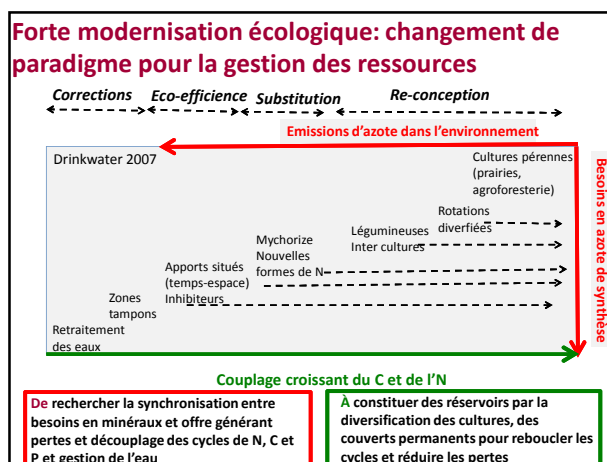 Forte modernisation écologique: changement de
paradigme pour la gestion des ressources
Corrections Eco-efficience Substitution Re-conception
Emissions d'azote dans l'environnement
Drinkwater 2007
Cultures pérennes
(prairies,
agroforesterie)
Besoins en azote de synthèse
Rotations
diverfiées
Légumineuses
Inter cultures
Mychorize
Nouvelles
formes de N
Apports situés
(temps-espace)
Inhibiteurs
Zones
tampons
Retraitement
des eaux
Couplage croissant du C et de l'N
De rechercher la synchronisation entre
besoins en minéraux et offre générant
pertes et découplage des cycles de N, C et
P et gestion de l'eau
À constituer des réservoirs par la
diversification des cultures, des
couverts permanents pour reboucler les
cycles et réduire les pertes